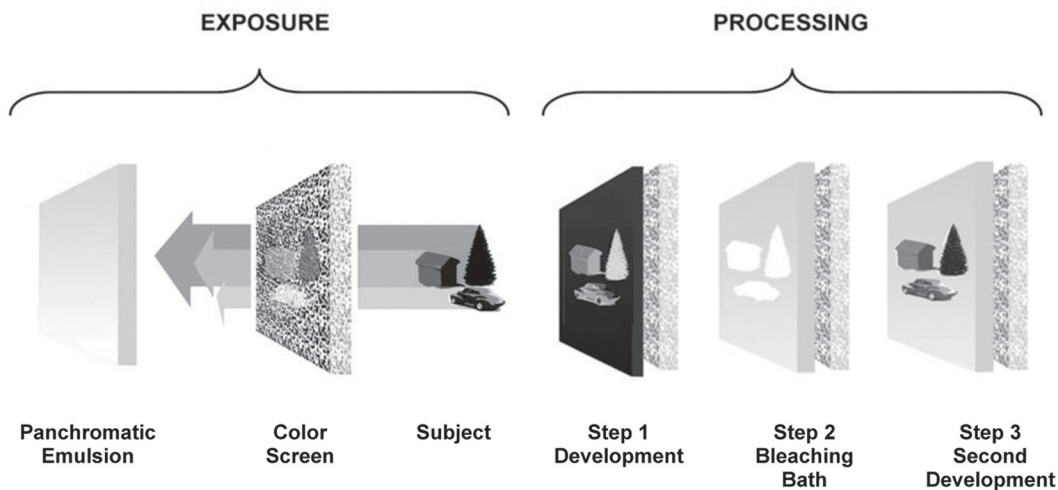 EXPOSURE
PROCESSING
Panchromatic
Emulsion
Color
Screen
Subject
Step 1
Development
Step 2
Bleaching
Bath
Step 3
Second
Development